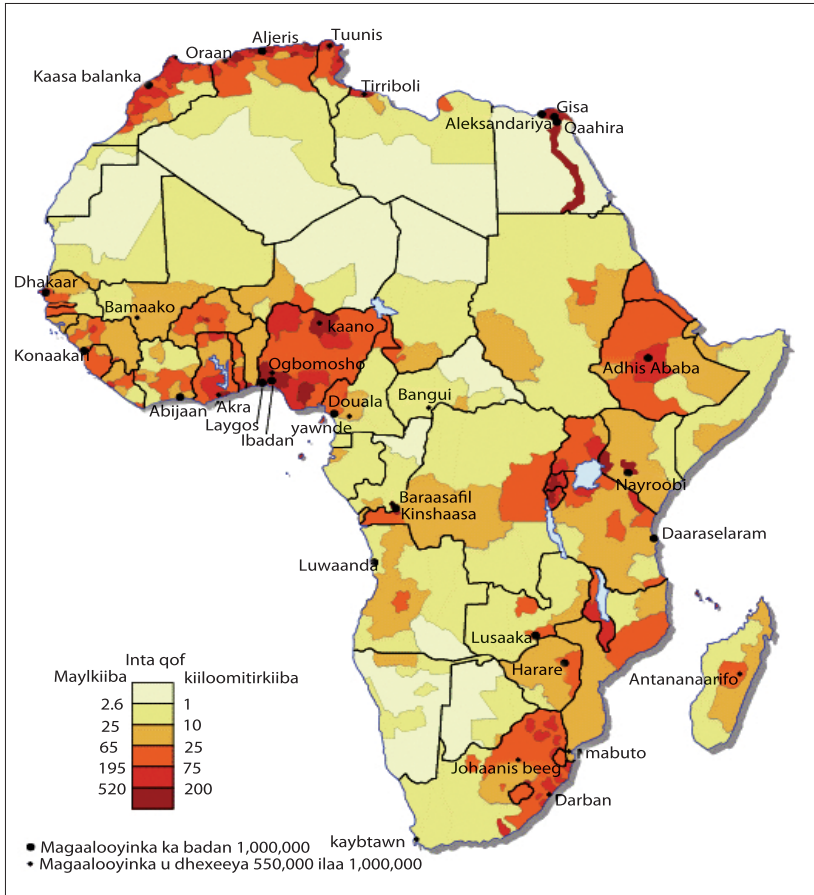 Tuunis
Aljeris
Oraan
Kaasa balanka
Tirriboli
Gisa
Aleksandariya
Qaahira
Dhakaar
Bamaako
kaano
Konaakari
Ogbomosho
Adhis Ababa
Abijaan
Akra
Laygos
Ibadan
Douala
yawnde
Bangui
Nayroobi
Baraasafil
Kinshaasa
Daaraselaram
Luwaanda
Lusaaka
Harare
Antananaarifo
mabuto
Johaanis beeg
Darban
kaybtawn
Inta qof
Maylkiiba kiiloomitirkiiba
2.6 1
25 10
65 25
195 75
520 200
Magaalooyinka ka badan 1,000,000
Magaalooyinka u dhexeeya 550,000 ilaa 1,000,000